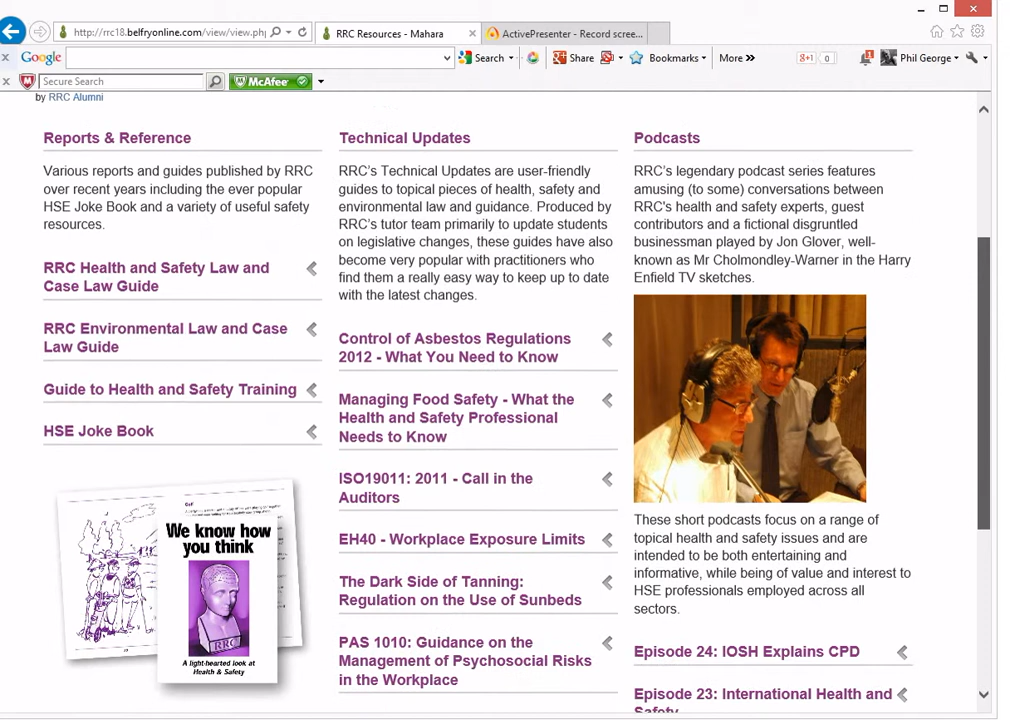 http://rrc18.belfryonline.com/view/view.ph
RRC Resources - Mahara
ActivePresenter - Record scree...
Google
Search
Share
Bookmarks
More »
g+1
0
1
Phil George
Secure Search
McAfee
by RRC Alumni
Reports & Reference
Various reports and guides published by RRC
over recent years including the ever popular
HSE Joke Book and a variety of useful safety
resources.
RRC Health and Safety Law and
Case Law Guide
RRC Environmental Law and Case
Law Guide
Guide to Health and Safety Training
HSE Joke Book
We know how
you think
RRC
A light-hearted look at
Health & Safety
Technical Updates
RRC's Technical Updates are user-friendly
guides to topical pieces of health, safety and
environmental law and guidance. Produced by
RRC's tutor team primarily to update students
on legislative changes, these guides have also
become very popular with practitioners who
find them a really easy way to keep up to date
with the latest changes.
Control of Asbestos Regulations
2012 - What You Need to Know
Managing Food Safety - What the
Health and Safety Professional
Needs to Know
ISO19011: 2011 - Call in the
Auditors
EH40 - Workplace Exposure Limits
The Dark Side of Tanning:
Regulation on the Use of Sunbeds
PAS 1010: Guidance on the
Management of Psychosocial Risks
in the Workplace
Podcasts
RRC's legendary podcast series features
amusing (to some) conversations between
RRC's health and safety experts, guest
contributors and a fictional disgruntled
businessman played by Jon Glover, well-
known as Mr Cholmondley-Warner in the Harry
Enfield TV sketches.
These short podcasts focus on a range of
topical health and safety issues and are
intended to be both entertaining and
informative, while being of value and interest to
HSE professionals employed across all
sectors.
Episode 24: IOSH Explains CPD
Episode 23: International Health and
Safety